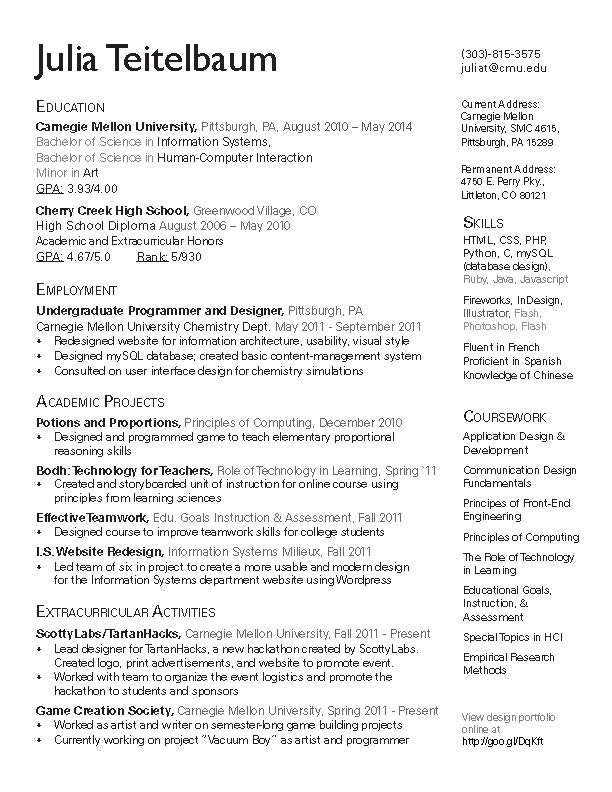 Julia Teitelbaum
(303)-815-3575
juliat@cmu.edu
EDUCATION
Carnegie Mellon University, Pittsburgh, PA, August 2010 – May 2014
Bachelor of Science in Information Systems,
Bachelor of Science in Human-Computer Interaction
Minor in Art
GPA: 3.93/4.00
Cherry Creek High School, Greenwood Village, CO
High School Diploma August 2006 – May 2010
Academic and Extracurricular Honors
GPA: 4.67/5.0 Rank: 5/930
EMPLOYMENT
Undergraduate Programmer and Designer, Pittsburgh, PA
Carnegie Mellon University Chemistry Dept. May 2011 - September 2011
• Redesigned website for information architecture, usability, visual style
• Designed mySQL database; created basic content-management system
• Consulted on user interface design for chemistry simulations
ACADEMIC PROJECTS
Potions and Proportions, Principles of Computing, December 2010
• Designed and programmed game to teach elementary proportional
reasoning skills
Bodh: Technology for Teachers, Role of Technology in Learning, Spring `11
• Created and storyboarded unit of instruction for online course using
principles from learning sciences
Effective Teamwork, Edu. Goals Instruction & Assessment, Fall 2011
• Designed course to improve teamwork skills for college students
I.S. Website Redesign, Information Systems Milieux, Fall 2011
• Led team of six in project to create a more usable and modern design
for the Information Systems department website using Wordpress
EXTRACURRICULAR ACTIVITIES
ScottyLabs/TartanHacks, Carnegie Mellon University, Fall 2011 - Present
• Lead designer for TartanHacks, a new hackathon created by ScottyLabs.
Created logo, print advertisements, and website to promote event.
• Worked with team to organize the event logistics and promote the
hackathon to students and sponsors
Game Creation Society, Carnegie Mellon University, Spring 2011 - Present
• Worked as artist and writer on semester-long game building projects
• Currently working on project “Vacuum Boy” as artist and programmer
Current Address:
Carnegie Mellon
University, SMC 4615,
Pittsburgh, PA 15289
Permanent Address:
4750 E. Perry Pky.,
Littleton, CO 80121
SKILLS
HTML, CSS, PHP,
Python, C, mySQL
(database design),
Ruby, Java, Javascript
Fireworks, InDesign,
Illustrator, Flash,
Photoshop, Flash
Fluent in French
Proficient in Spanish
Knowledge of Chinese
COURSEWORK
Application Design &
Development
Communication Design
Fundamentals
Principes of Front-End
Engineering
Principles of Computing
The Role of Technology
in Learning
Educational Goals,
Instruction, &
Assessment
Special Topics in HCI
Empirical Research
Methods
View design portfolio
online at
http://goo.gl/DqKft